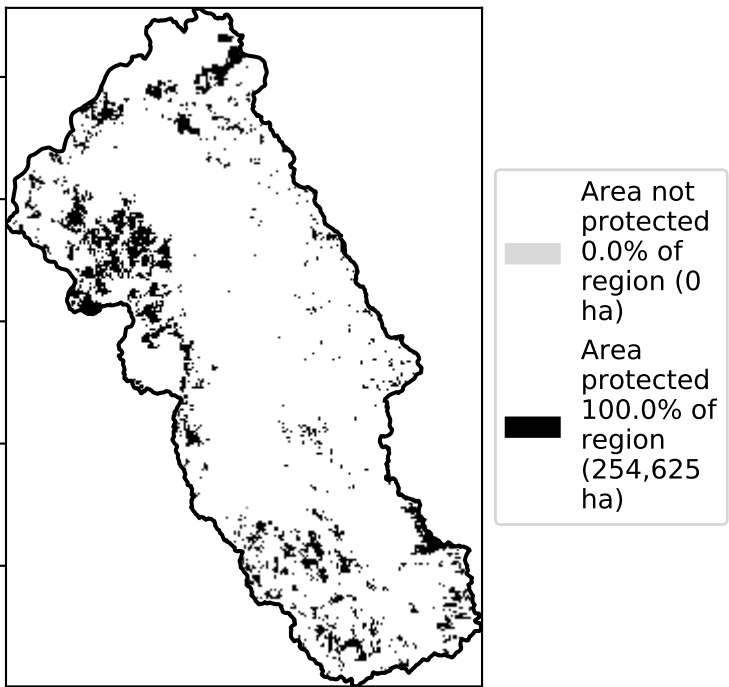 Area not
protected
0.0% of
region (0
ha)
Area
protected
100.0% of
region
(254,625
ha)